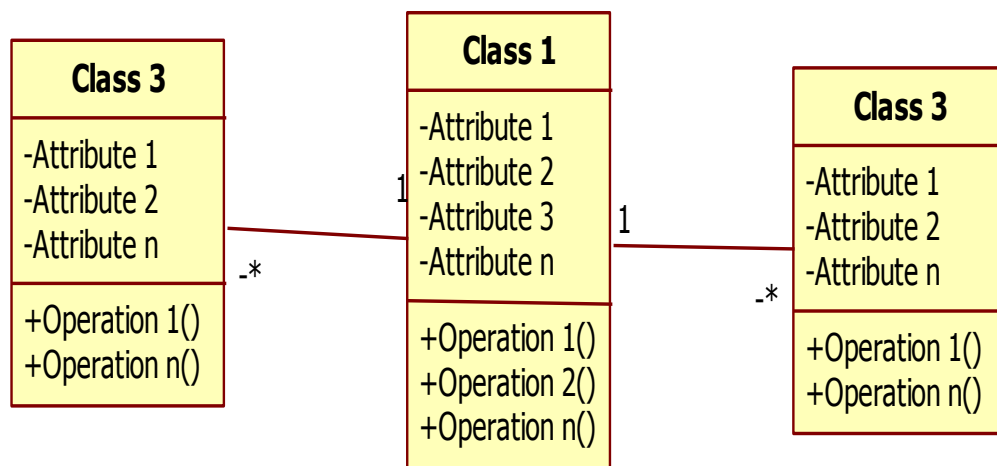 Class 3
-Attribute 1
-Attribute 2
-Attribute n
+Operation 1()
+Operation n()
-*
1
Class 1
-Attribute 1
-Attribute 2
-Attribute 3
-Attribute n
+Operation 1()
+Operation 2()
+Operation n()
1
-*
Class 3
-Attribute 1
-Attribute 2
-Attribute n
+Operation 1()
+Operation n()